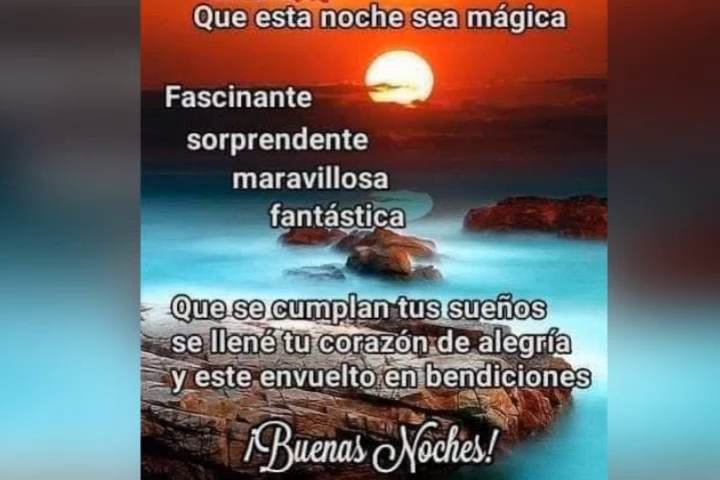 Que esta noche sea mágica
Fascinante
sorprendente
maravillosa
fantástica
Que se cumplan tus sueños
se llené tu corazón de alegría
y este envuelto en bendiciones
¡Buenas Noches!